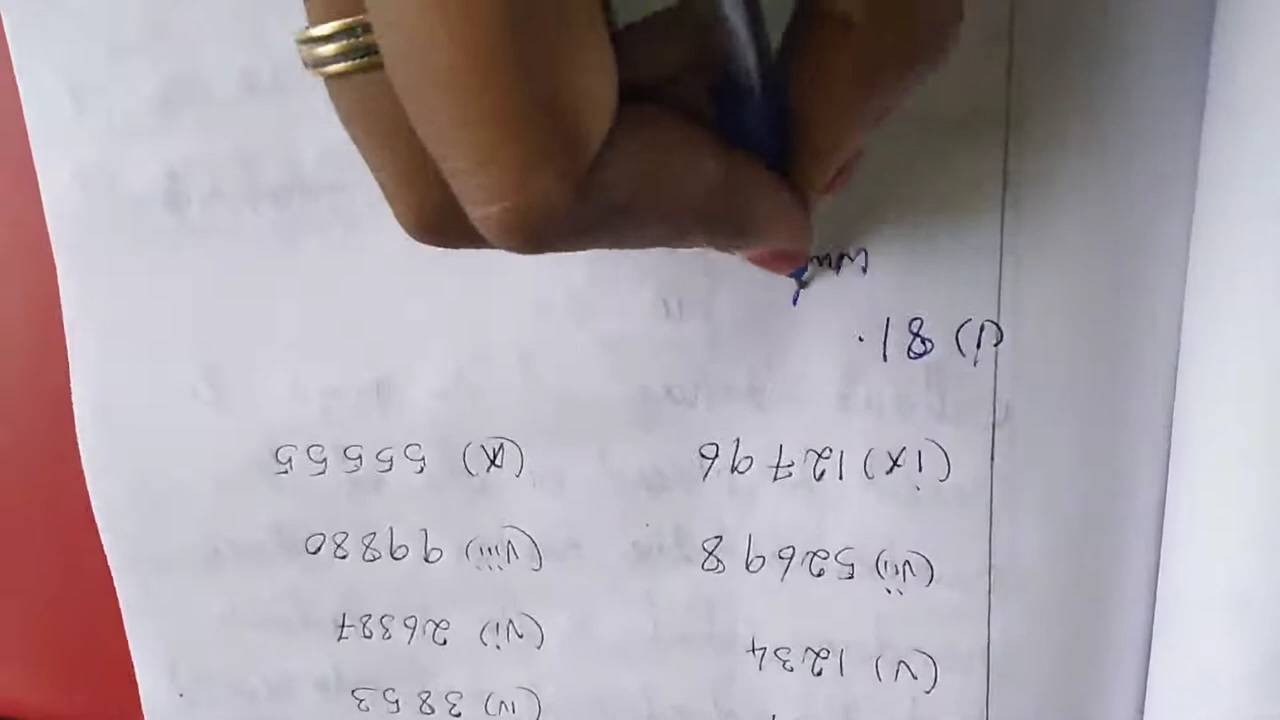 (iv) 3853
(v) 1234 (vi) 26387
(vii) 52698 (viii) 99880
(ix) 12796 (x) 55555
(i) 81.